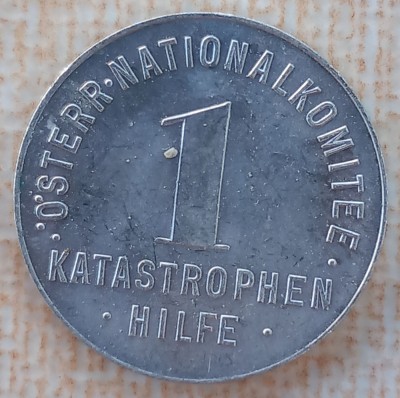 ·ÖSTERR·NATIONALKOMITEE·
1
KATASTROPHEN
· HILFE ·